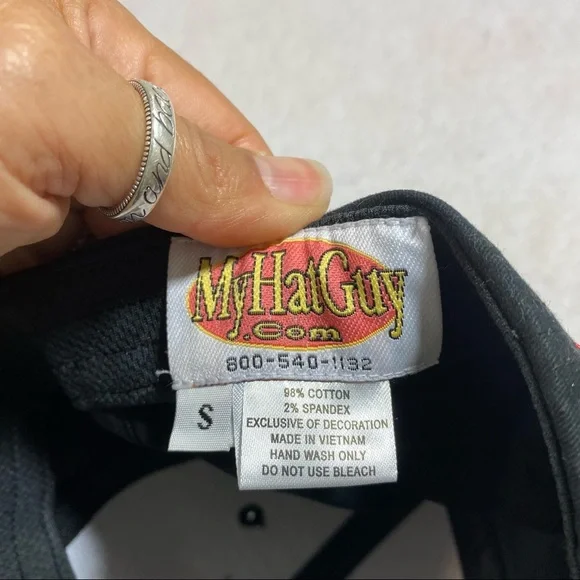 MyHatGuy
.Com
800-540-1132
S
98% COTTON
2% SPANDEX
EXCLUSIVE OF DECORATION
MADE IN VIETNAM
HAND WASH ONLY
DO NOT USE BLEACH
and